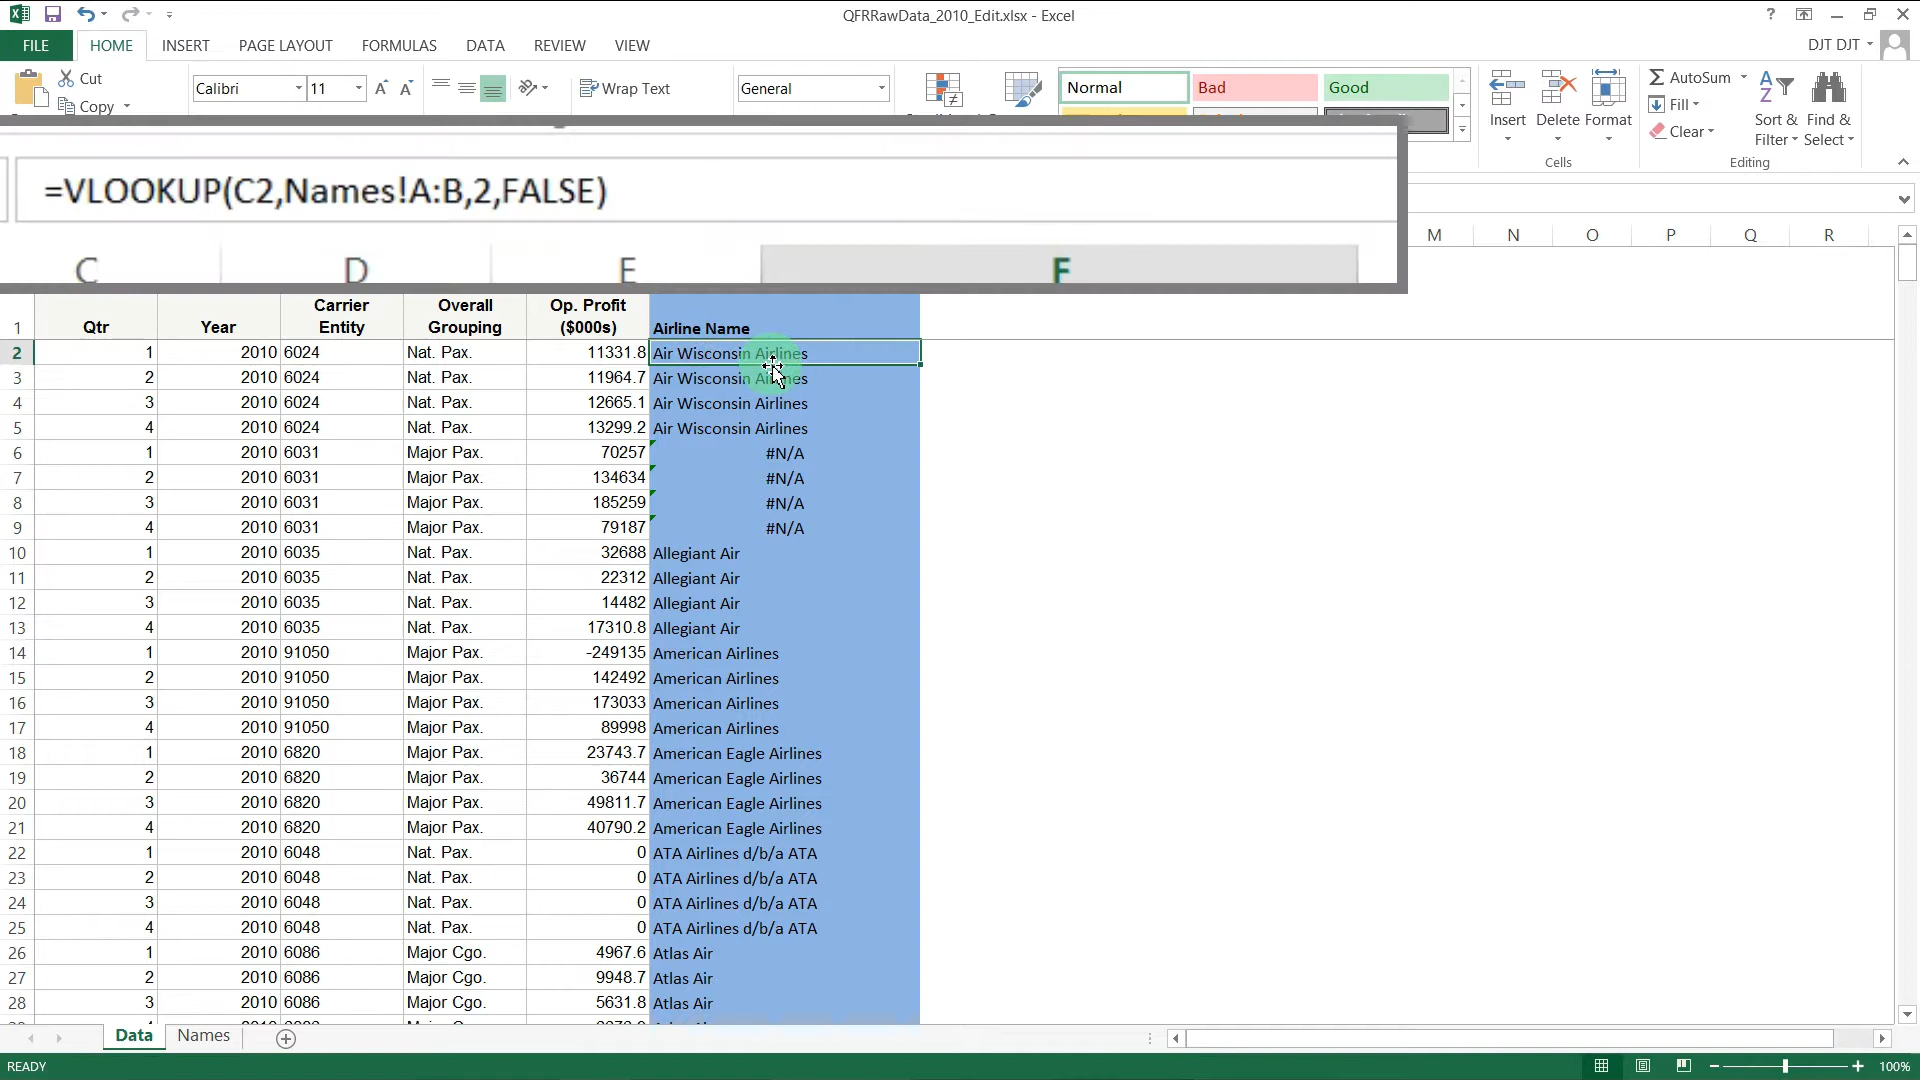 QFRRawData_2010_Edit.xlsx - Excel
FILE HOME INSERT PAGE LAYOUT FORMULAS DATA REVIEW VIEW DJT DJT
Cut Calibri 11 Wrap Text General Normal Bad Good AutoSum
Copy Fill
Clear
Insert Delete Format Sort & Filter Find & Select
Cells Editing
=VLOOKUP(C2,Names!A:B,2,FALSE)
C D E F
M N O P Q R
1 Qtr Year Carrier Entity Overall Grouping Op. Profit ($000s) Airline Name
2 1 2010 6024 Nat. Pax. 11331.8 Air Wisconsin Airlines
3 2 2010 6024 Nat. Pax. 11964.7 Air Wisconsin Airlines
4 3 2010 6024 Nat. Pax. 12665.1 Air Wisconsin Airlines
5 4 2010 6024 Nat. Pax. 13299.2 Air Wisconsin Airlines
6 1 2010 6031 Major Pax. 70257 #N/A
7 2 2010 6031 Major Pax. 134634 #N/A
8 3 2010 6031 Major Pax. 185259 #N/A
9 4 2010 6031 Major Pax. 79187 #N/A
10 1 2010 6035 Nat. Pax. 32688 Allegiant Air
11 2 2010 6035 Nat. Pax. 22312 Allegiant Air
12 3 2010 6035 Nat. Pax. 14482 Allegiant Air
13 4 2010 6035 Nat. Pax. 17310.8 Allegiant Air
14 1 2010 91050 Major Pax. -249135 American Airlines
15 2 2010 91050 Major Pax. 142492 American Airlines
16 3 2010 91050 Major Pax. 173033 American Airlines
17 4 2010 91050 Major Pax. 89998 American Airlines
18 1 2010 6820 Major Pax. 23743.7 American Eagle Airlines
19 2 2010 6820 Major Pax. 36744 American Eagle Airlines
20 3 2010 6820 Major Pax. 49811.7 American Eagle Airlines
21 4 2010 6820 Major Pax. 40790.2 American Eagle Airlines
22 1 2010 6048 Nat. Pax. 0 ATA Airlines d/b/a ATA
23 2 2010 6048 Nat. Pax. 0 ATA Airlines d/b/a ATA
24 3 2010 6048 Nat. Pax. 0 ATA Airlines d/b/a ATA
25 4 2010 6048 Nat. Pax. 0 ATA Airlines d/b/a ATA
26 1 2010 6086 Major Cgo. 4967.6 Atlas Air
27 2 2010 6086 Major Cgo. 9948.7 Atlas Air
28 3 2010 6086 Major Cgo. 5631.8 Atlas Air
Data Names
READY 100%